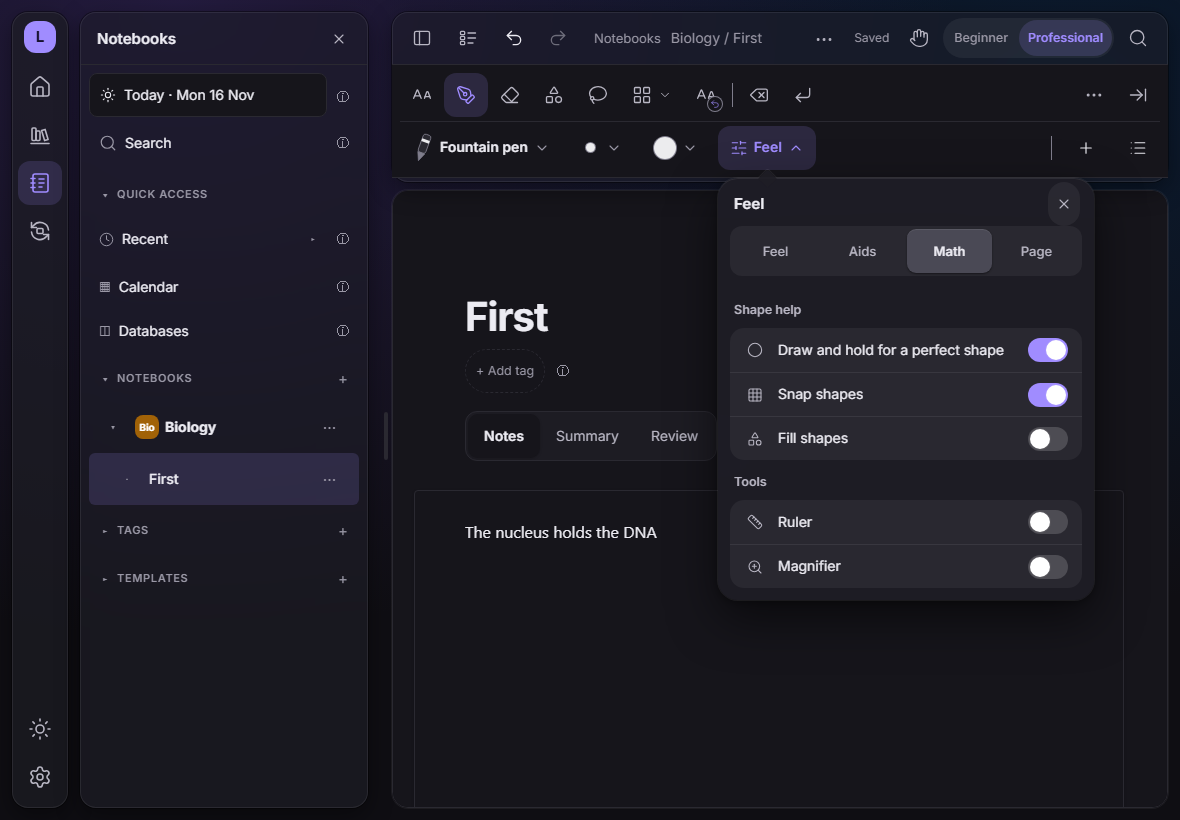 L
Notebooks
Today · Mon 16 Nov
Search
QUICK ACCESS
Recent
Calendar
Databases
NOTEBOOKS
Bio Biology
First
TAGS
TEMPLATES
Notebooks Biology / First
Saved
Beginner Professional
AA
AA
Fountain pen
Feel
First
+ Add tag
Notes Summary Review
The nucleus holds the DNA
Feel
Feel Aids Math Page
Shape help
Draw and hold for a perfect shape
Snap shapes
Fill shapes
Tools
Ruler
Magnifier